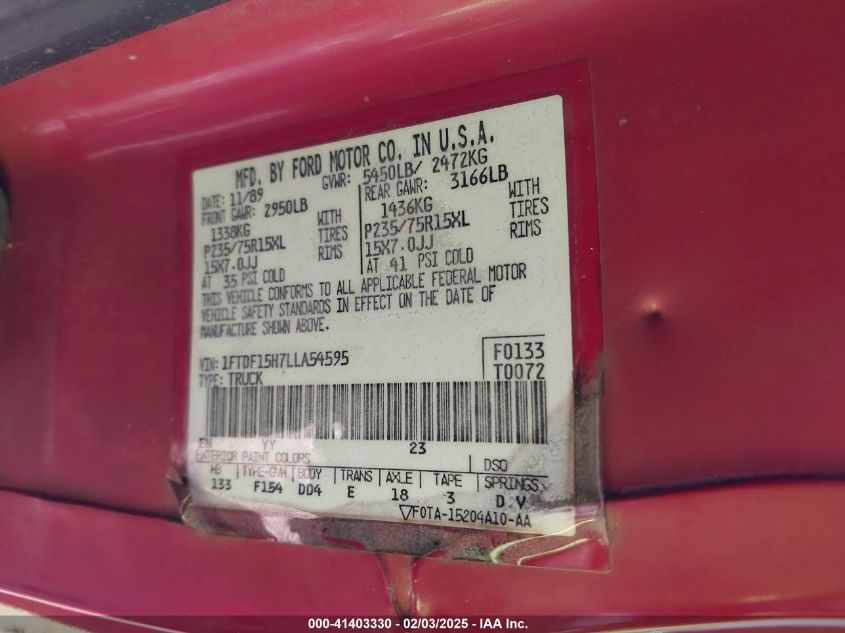 MFD. BY FORD MOTOR CO. IN U.S.A.
DATE: 11/89 GVWR: 5450LB/ 2472KG
FRONT GAWR: 2950LB REAR GAWR: 3166LB
1338KG WITH 1436KG WITH
P235/75R15XL TIRES P235/75R15XL TIRES
15X7.0JJ RIMS 15X7.0JJ RIMS
AT 35 PSI COLD AT 41 PSI COLD
THIS VEHICLE CONFORMS TO ALL APPLICABLE FEDERAL MOTOR
VEHICLE SAFETY STANDARDS IN EFFECT ON THE DATE OF
MANUFACTURE SHOWN ABOVE.
VIN: 1FTDF15H7LLA54595 F0133
TYPE: TRUCK T0072
EN YY 23
EXTERIOR PAINT COLORS DSO
WB TYPE-GVW BODY TRANS AXLE TAPE SPRINGS
133 F154 DD4 E 18 3 D V
▽F0TA-15204A10-AA
000-41403330 - 02/03/2025 - IAA Inc.